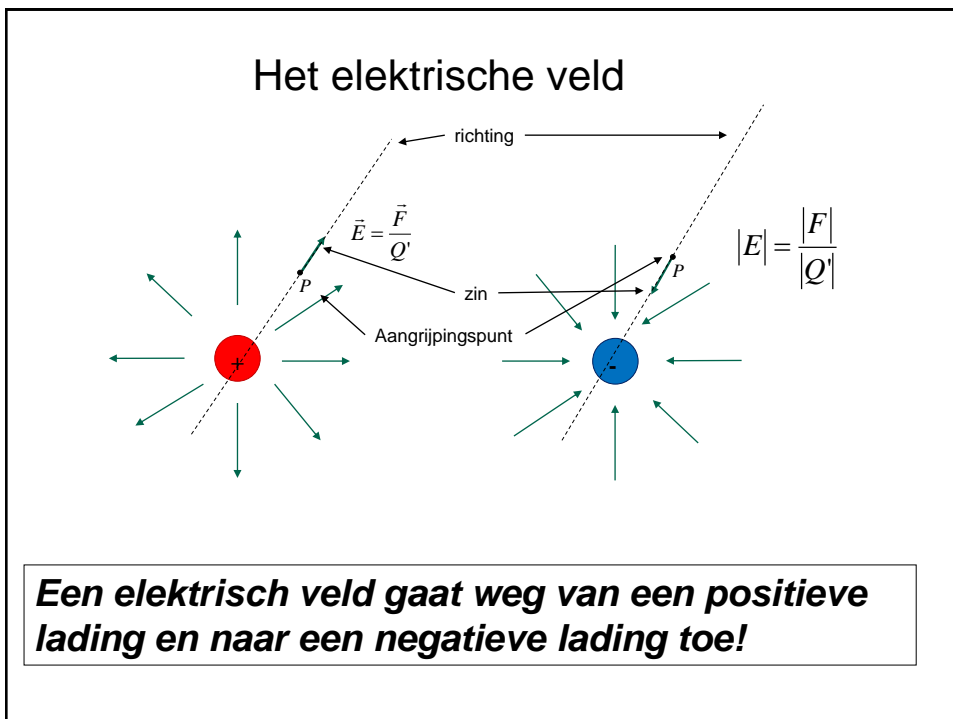 Het elektrische veld
richting
E⃗ = F⃗ / Q'
|E| = |F| / |Q'|
P
P
zin
Aangrijpingspunt
+
-
Een elektrisch veld gaat weg van een positieve
lading en naar een negatieve lading toe!